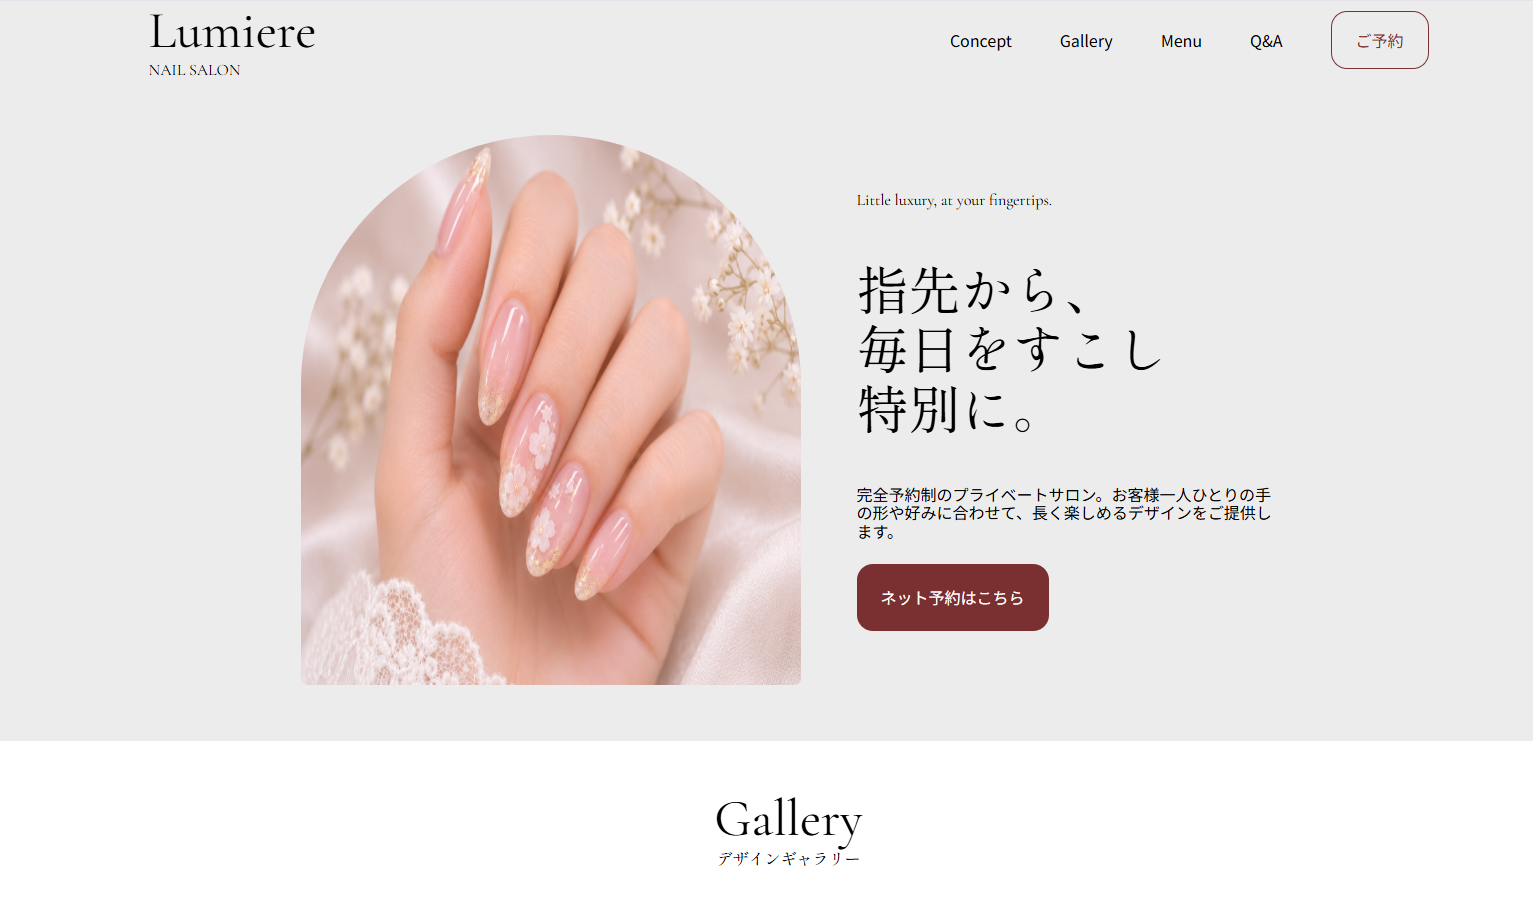 Lumiere
NAIL SALON
Concept
Gallery
Menu
Q&A
ご予約
Little luxury, at your fingertips.
指先から、
毎日をすこし
特別に。
完全予約制のプライベートサロン。お客様一人ひとりの手
の形や好みに合わせて、長く楽しめるデザインをご提供し
ます。
ネット予約はこちら
Gallery
デザインギャラリー